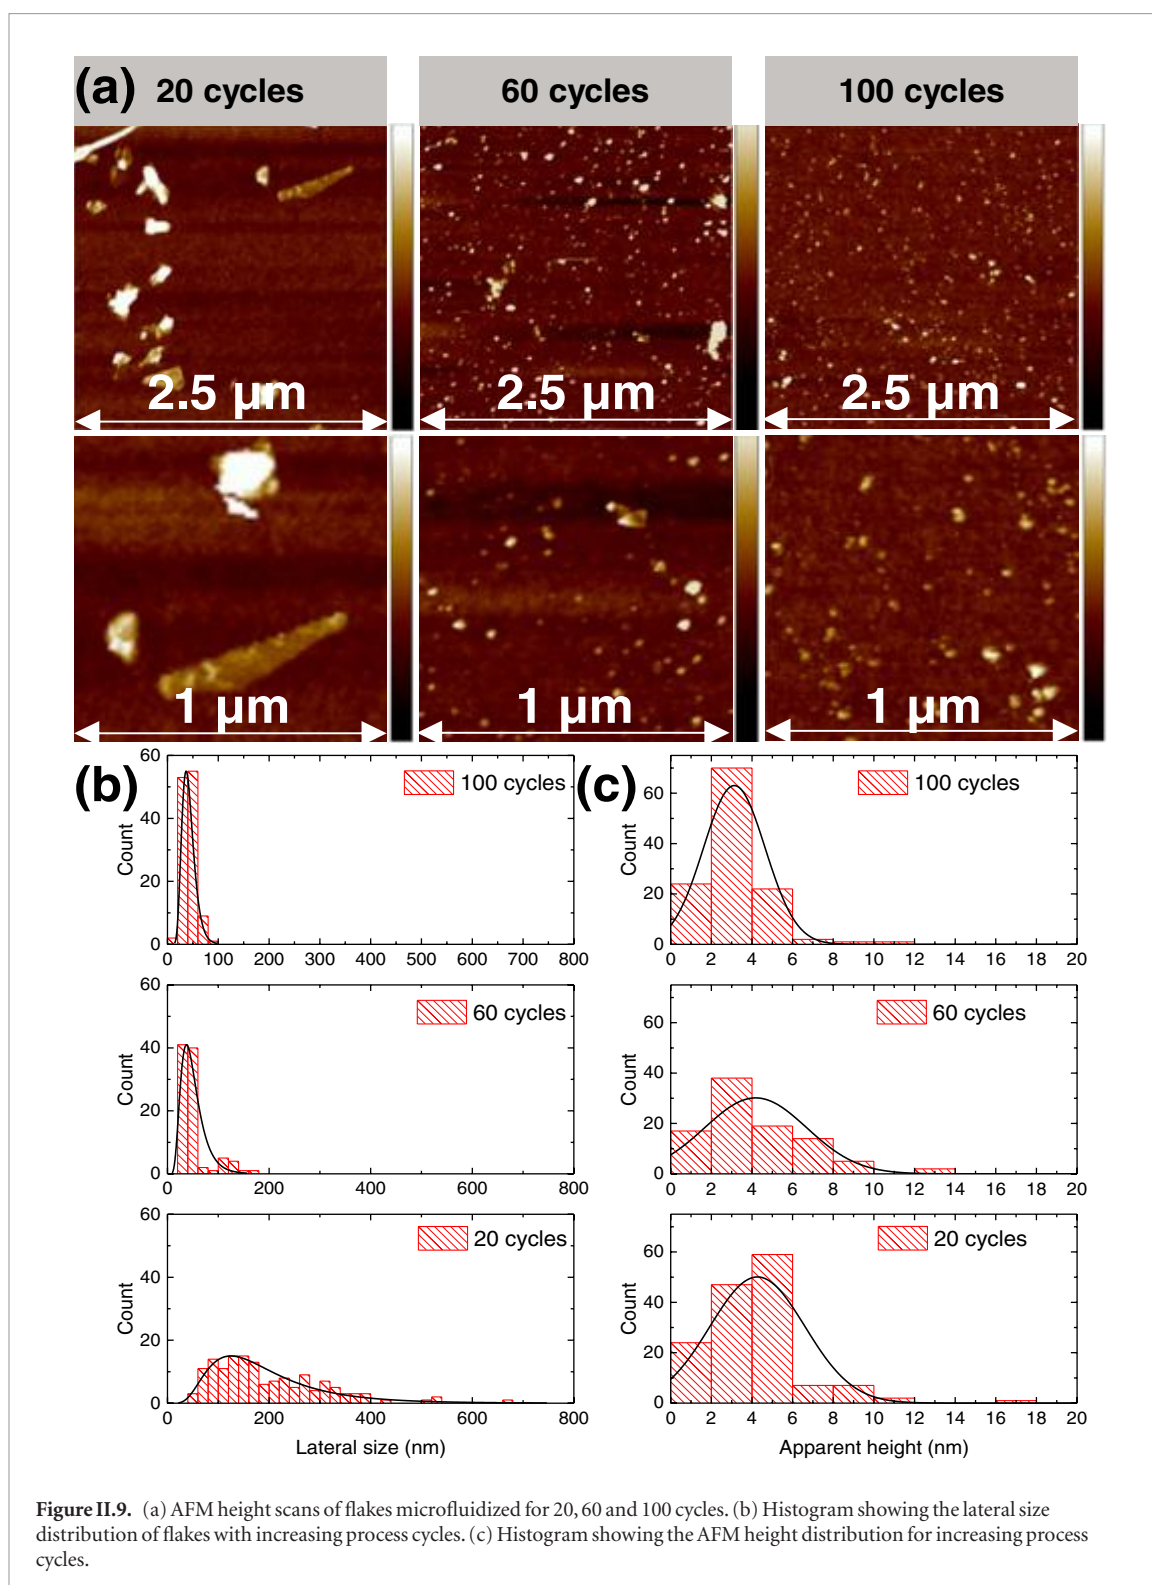 (a) 20 cycles 60 cycles 100 cycles
2.5 µm 2.5 µm 2.5 µm
1 µm 1 µm 1 µm
(b)
60
40
20
0
Count
100 cycles
0 100 200 300 400 500 600 700 800
(c)
60
40
20
0
Count
100 cycles
0 2 4 6 8 10 12 14 16 18 20
60
40
20
0
Count
60 cycles
0 200 400 600 800
60
40
20
0
Count
60 cycles
0 2 4 6 8 10 12 14 16 18 20
60
40
20
0
Count
20 cycles
0 200 400 600 800
Lateral size (nm)
60
40
20
0
Count
20 cycles
0 2 4 6 8 10 12 14 16 18 20
Apparent height (nm)
Figure II.9. (a) AFM height scans of flakes microfluidized for 20, 60 and 100 cycles. (b) Histogram showing the lateral size
distribution of flakes with increasing process cycles. (c) Histogram showing the AFM height distribution for increasing process
cycles.